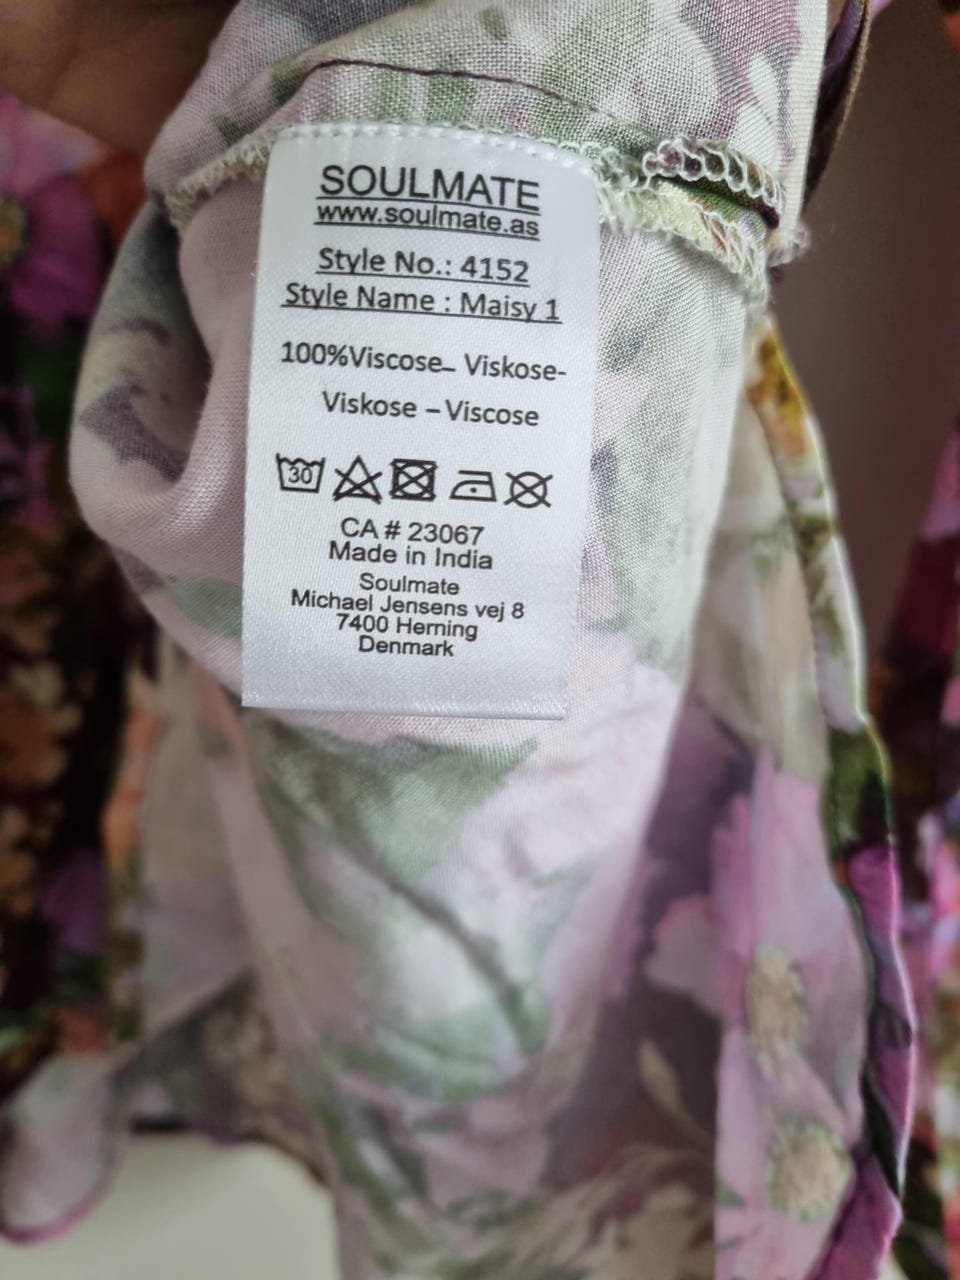 SOULMATE
www.soulmate.as
Style No.: 4152
Style Name : Maisy 1
100%Viscose– Viskose-
Viskose – Viscose
30
CA # 23067
Made in India
Soulmate
Michael Jensens vej 8
7400 Herning
Denmark